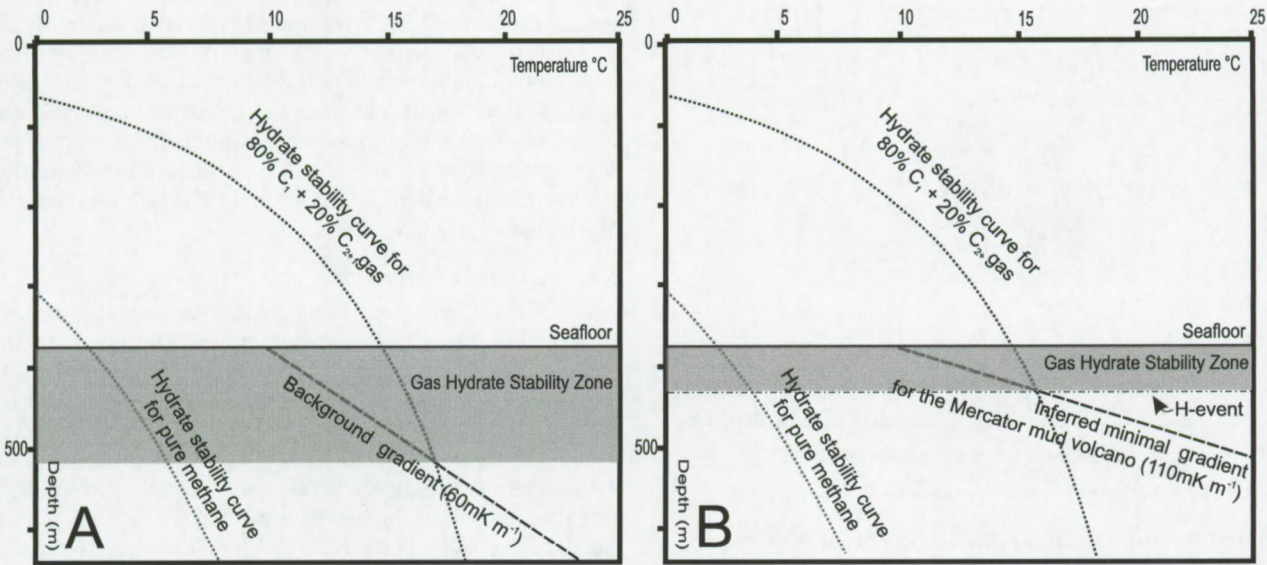 0 5 10 15 20 25
0
Temperature °C
Hydrate stability curve for
80% C₁ + 20% C₂₊ gas
Seafloor
Gas Hydrate Stability Zone
Hydrate stability curve
for pure methane
Background
gradient (60mK m⁻¹)
500
Depth (m)
A
0 5 10 15 20 25
0
Temperature °C
Hydrate stability curve for
80% C₁ + 20% C₂₊ gas
Seafloor
Gas Hydrate Stability Zone
H-event
Hydrate stability curve
for pure methane
Inferred minimal gradient
for the Mercator mud volcano (110mK m⁻¹)
500
Depth (m)
B